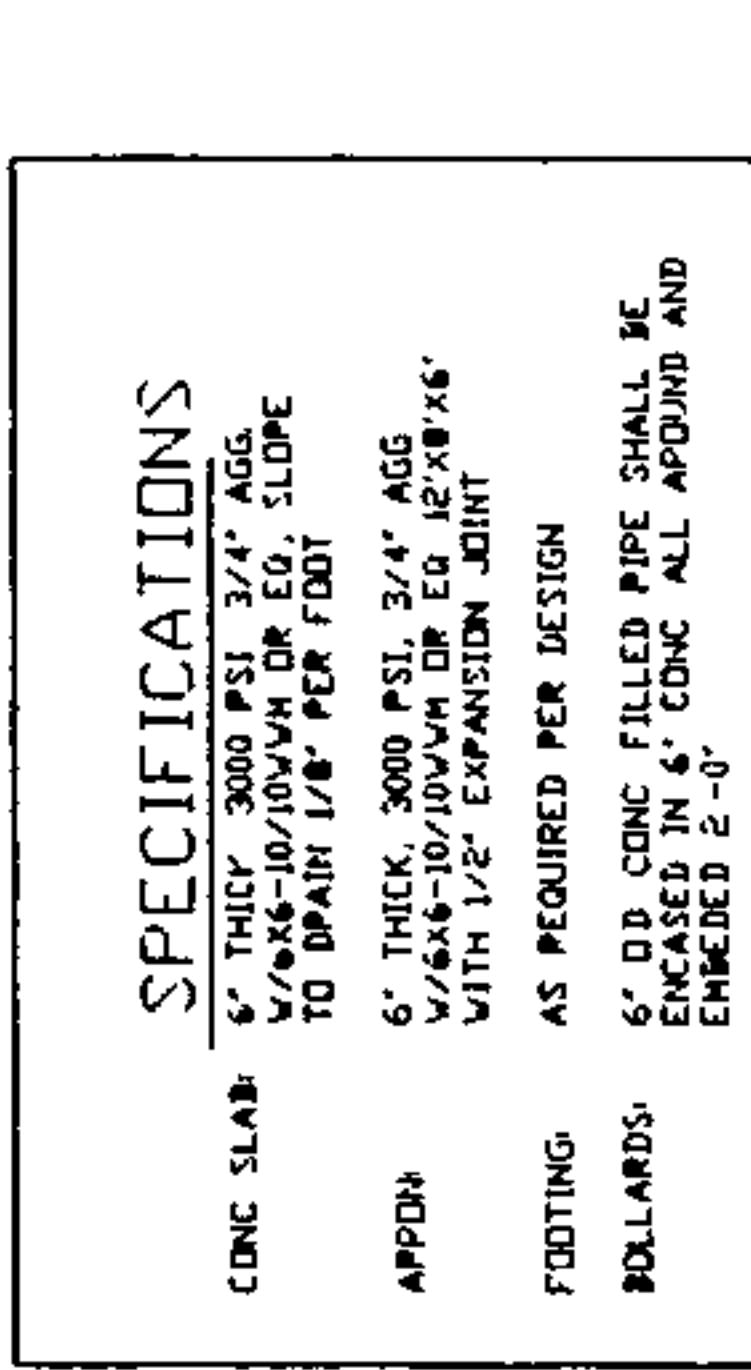 SPECIFICATIONS
CONC SLAB: 6" THICK 3000 PSI 3/4" AGG.
W/6X6-10/10WWM OR EQ, SLOPE
TO DRAIN 1/8" PER FOOT
APRON: 6" THICK, 3000 PSI, 3/4" AGG
W/6X6-10/10WWM OR EQ 12'X8'X6"
WITH 1/2" EXPANSION JOINT
FOOTING: AS REQUIRED PER DESIGN
BOLLARDS: 6" OD CONC FILLED PIPE SHALL BE
ENCASED IN 6" CONC ALL AROUND AND
EMBEDED 2'-0"